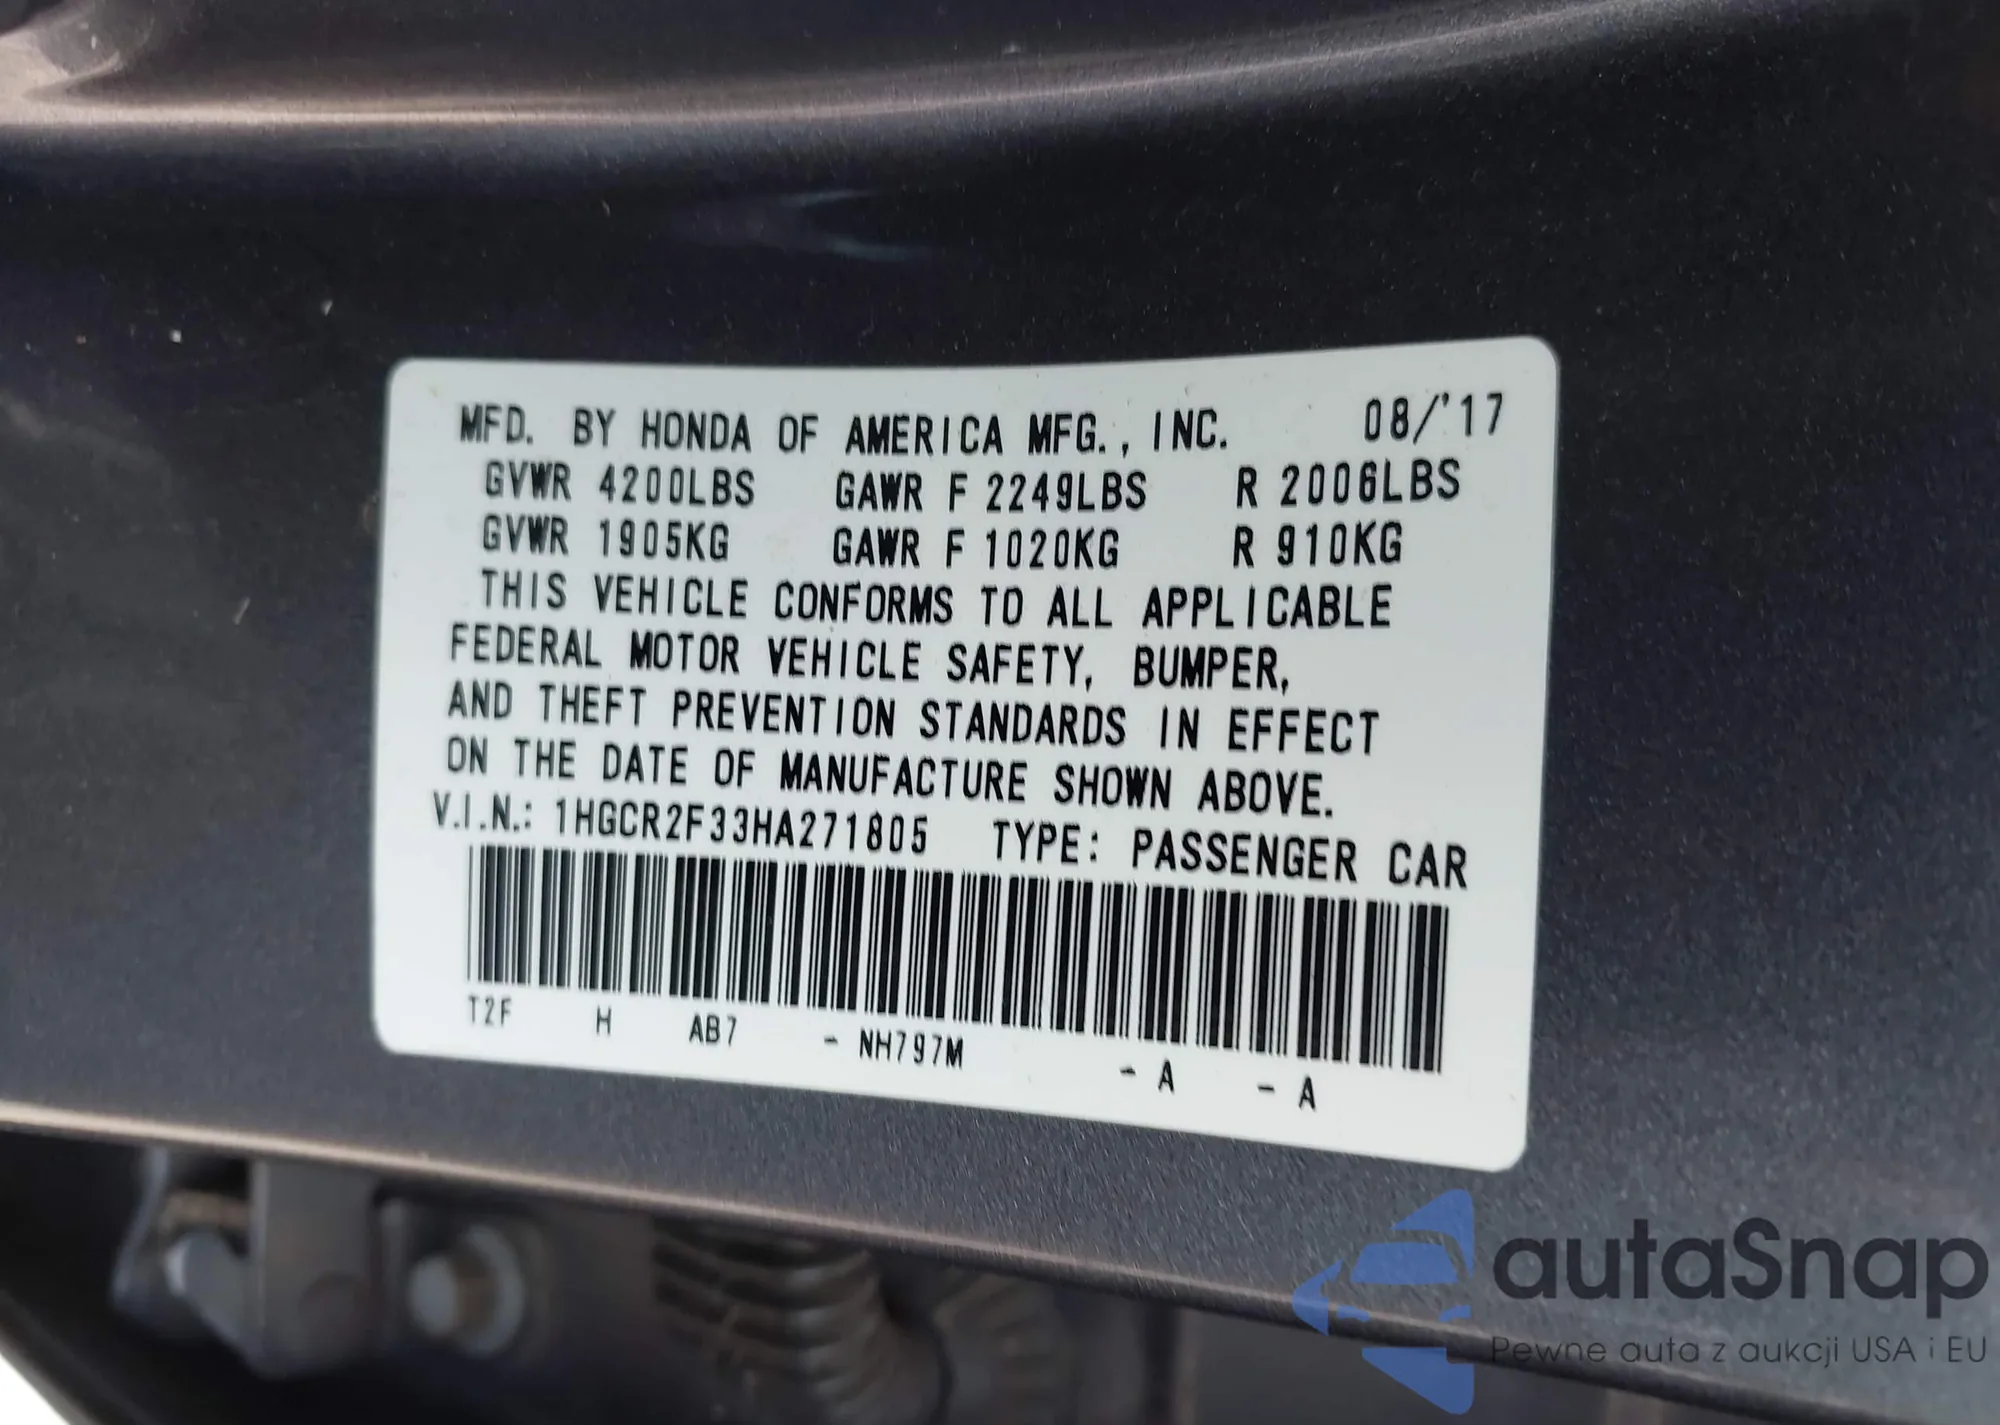 MFD. BY HONDA OF AMERICA MFG., INC. 08/'17
GVWR 4200LBS GAWR F 2249LBS R 2006LBS
GVWR 1905KG GAWR F 1020KG R 910KG
THIS VEHICLE CONFORMS TO ALL APPLICABLE
FEDERAL MOTOR VEHICLE SAFETY, BUMPER,
AND THEFT PREVENTION STANDARDS IN EFFECT
ON THE DATE OF MANUFACTURE SHOWN ABOVE.
V.I.N.: 1HGCR2F33HA271805 TYPE: PASSENGER CAR
T2F H AB7 - NH797M - A - A
autaSnap
Pewne auta z aukcji USA i EU